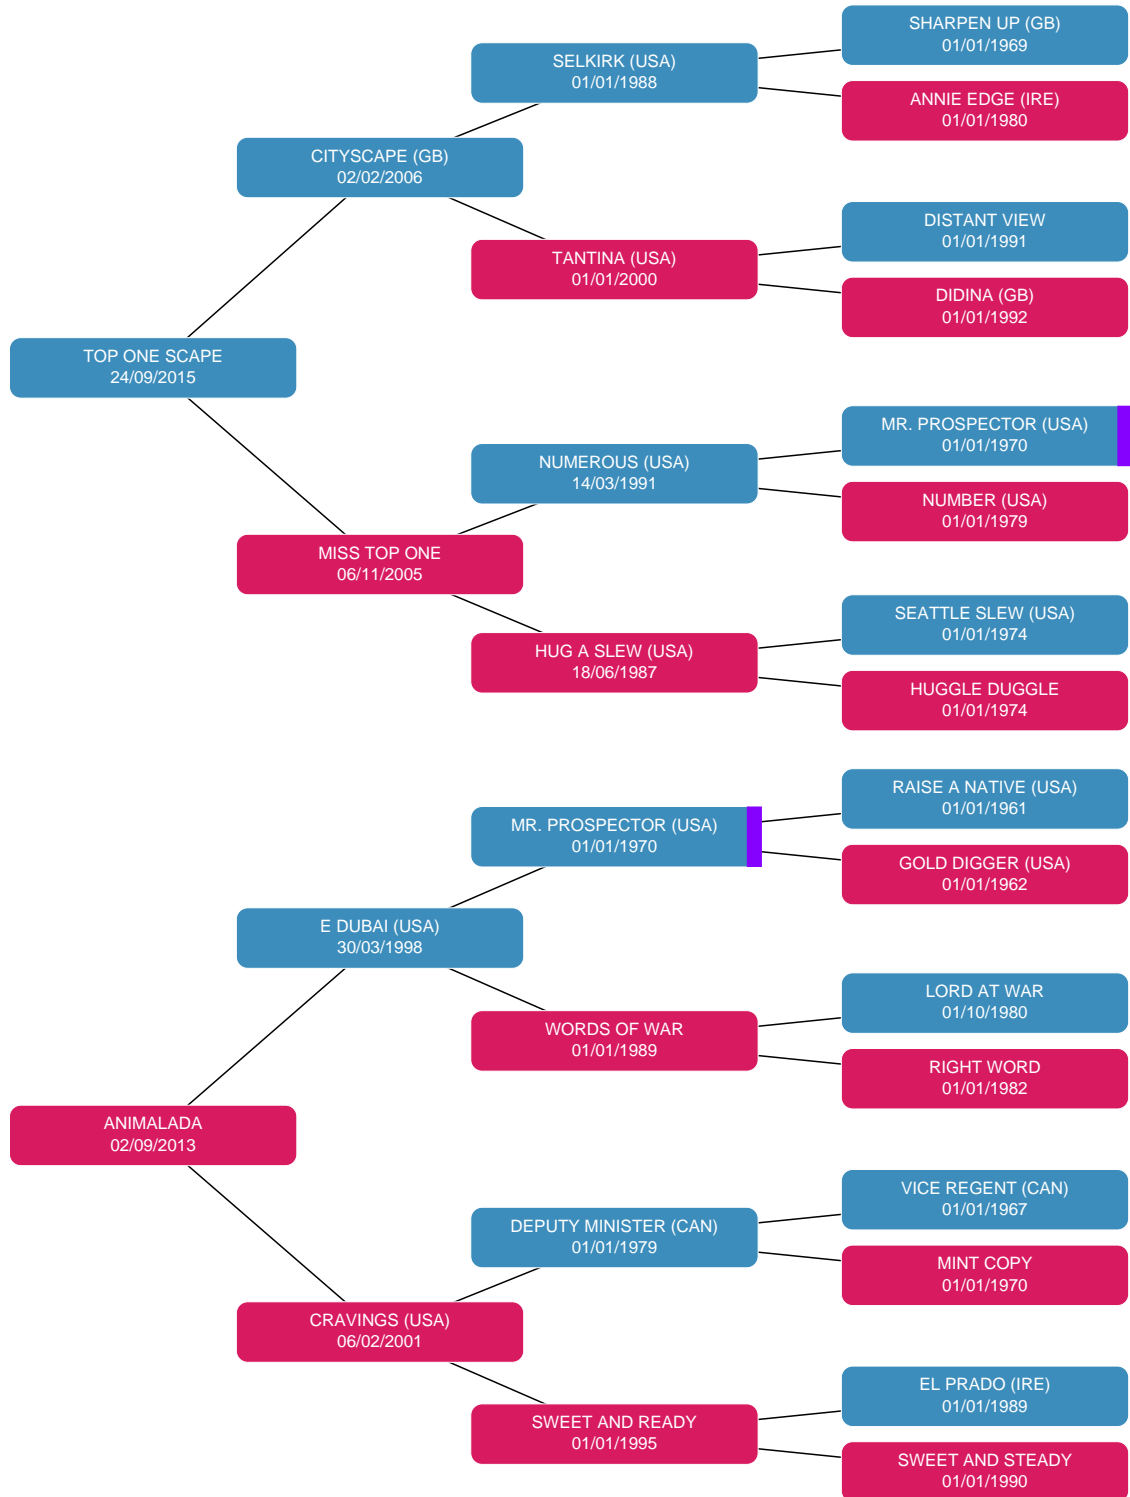 SHARPEN UP (GB)
01/01/1969
SELKIRK (USA)
01/01/1988
ANNIE EDGE (IRE)
01/01/1980
CITYSCAPE (GB)
02/02/2006
DISTANT VIEW
01/01/1991
TANTINA (USA)
01/01/2000
DIDINA (GB)
01/01/1992
TOP ONE SCAPE
24/09/2015
MR. PROSPECTOR (USA)
01/01/1970
NUMEROUS (USA)
14/03/1991
NUMBER (USA)
01/01/1979
MISS TOP ONE
06/11/2005
SEATTLE SLEW (USA)
01/01/1974
HUG A SLEW (USA)
18/06/1987
HUGGLE DUGGLE
01/01/1974
RAISE A NATIVE (USA)
01/01/1961
MR. PROSPECTOR (USA)
01/01/1970
GOLD DIGGER (USA)
01/01/1962
E DUBAI (USA)
30/03/1998
LORD AT WAR
01/10/1980
WORDS OF WAR
01/01/1989
RIGHT WORD
01/01/1982
ANIMALADA
02/09/2013
VICE REGENT (CAN)
01/01/1967
DEPUTY MINISTER (CAN)
01/01/1979
MINT COPY
01/01/1970
CRAVINGS (USA)
06/02/2001
EL PRADO (IRE)
01/01/1989
SWEET AND READY
01/01/1995
SWEET AND STEADY
01/01/1990